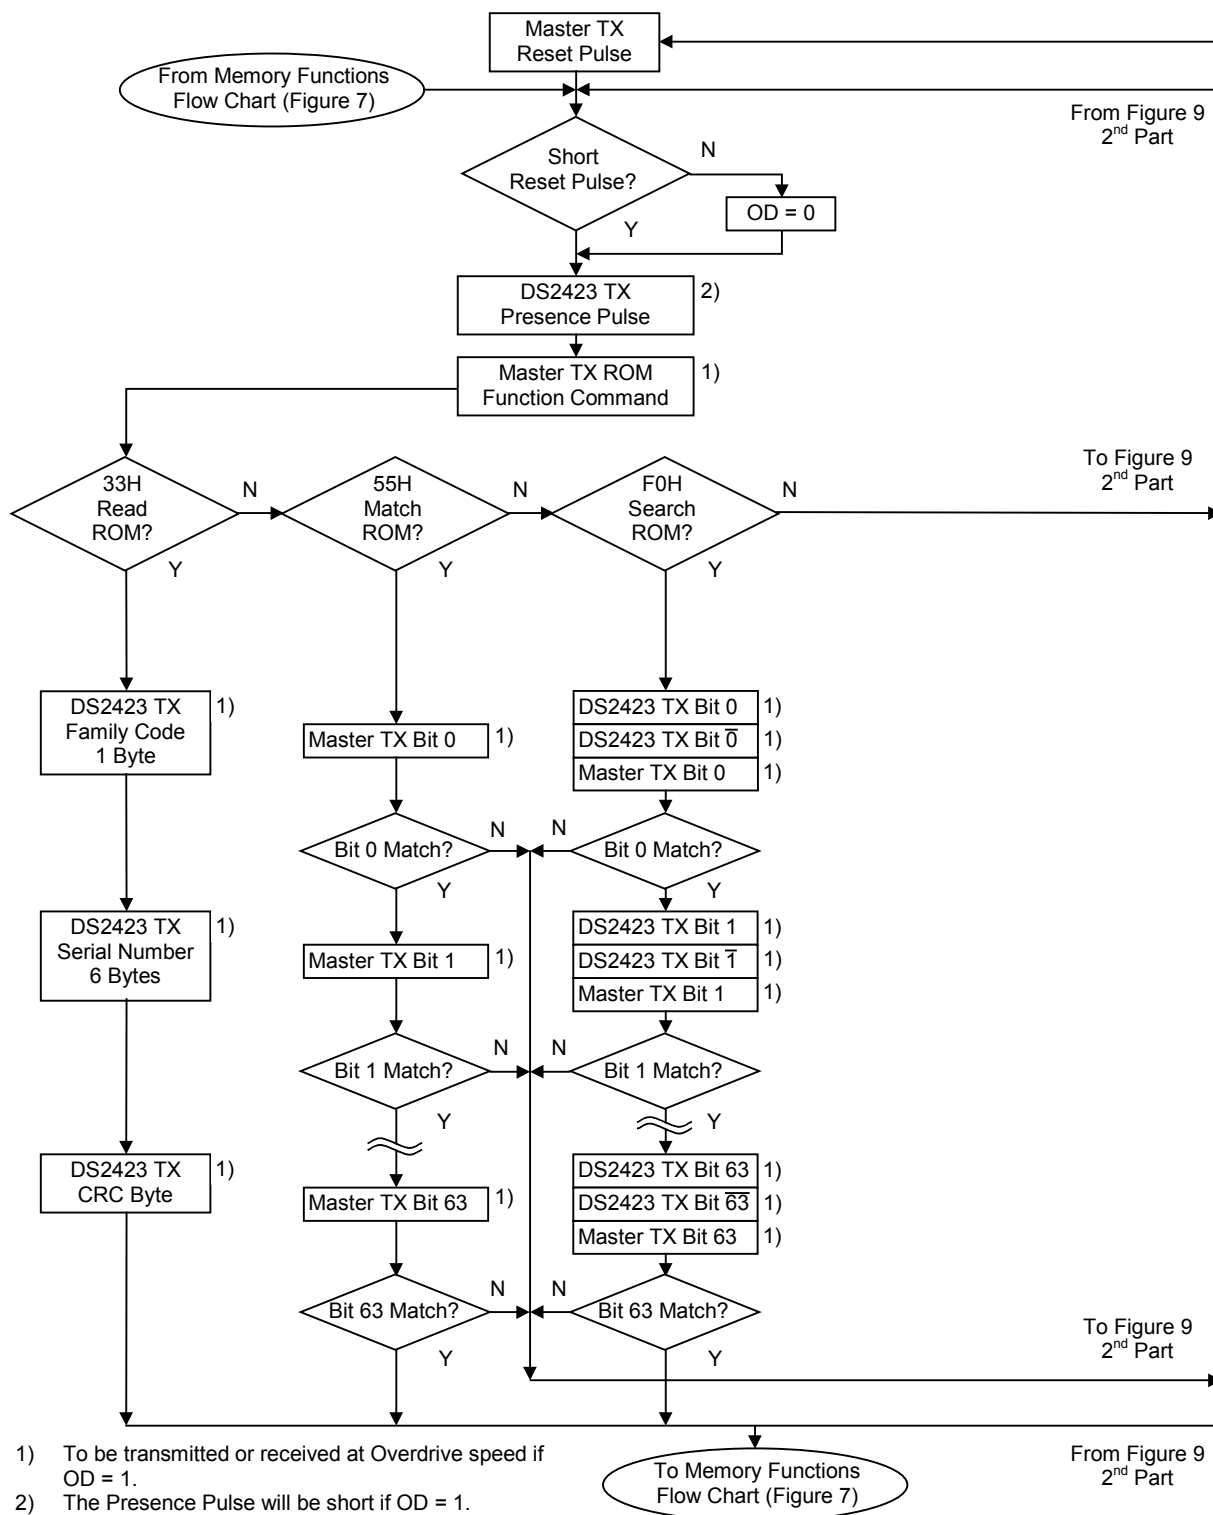 Master TX
Reset Pulse
From Memory Functions
Flow Chart (Figure 7)
From Figure 9
2nd Part
Short
Reset Pulse?
N
OD = 0
Y
DS2423 TX
Presence Pulse
2)
Master TX ROM
Function Command
1)
To Figure 9
2nd Part
33H
Read
ROM?
N
Y
55H
Match
ROM?
N
Y
F0H
Search
ROM?
N
Y
DS2423 TX
Family Code
1 Byte
1)
Master TX Bit 0
1)
DS2423 TX Bit 0
1)
DS2423 TX Bit 0̅
1)
Master TX Bit 0
1)
Bit 0 Match?
N
Y
N
Bit 0 Match?
Y
DS2423 TX
Serial Number
6 Bytes
1)
Master TX Bit 1
1)
DS2423 TX Bit 1
1)
DS2423 TX Bit 1̅
1)
Master TX Bit 1
1)
Bit 1 Match?
N
Y
N
Bit 1 Match?
Y
DS2423 TX
CRC Byte
1)
Master TX Bit 63
1)
DS2423 TX Bit 63
1)
DS2423 TX Bit 6̅3̅
1)
Master TX Bit 63
1)
Bit 63 Match?
N
Y
N
Bit 63 Match?
Y
To Figure 9
2nd Part
1) To be transmitted or received at Overdrive speed if
OD = 1.
2) The Presence Pulse will be short if OD = 1.
To Memory Functions
Flow Chart (Figure 7)
From Figure 9
2nd Part